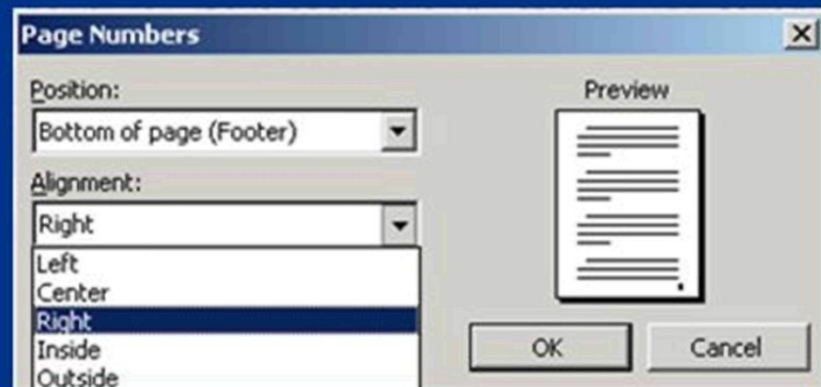 Page Numbers
Position:
Bottom of page (Footer)
Alignment:
Right
Left
Center
Right
Inside
Outside
Preview
OK
Cancel